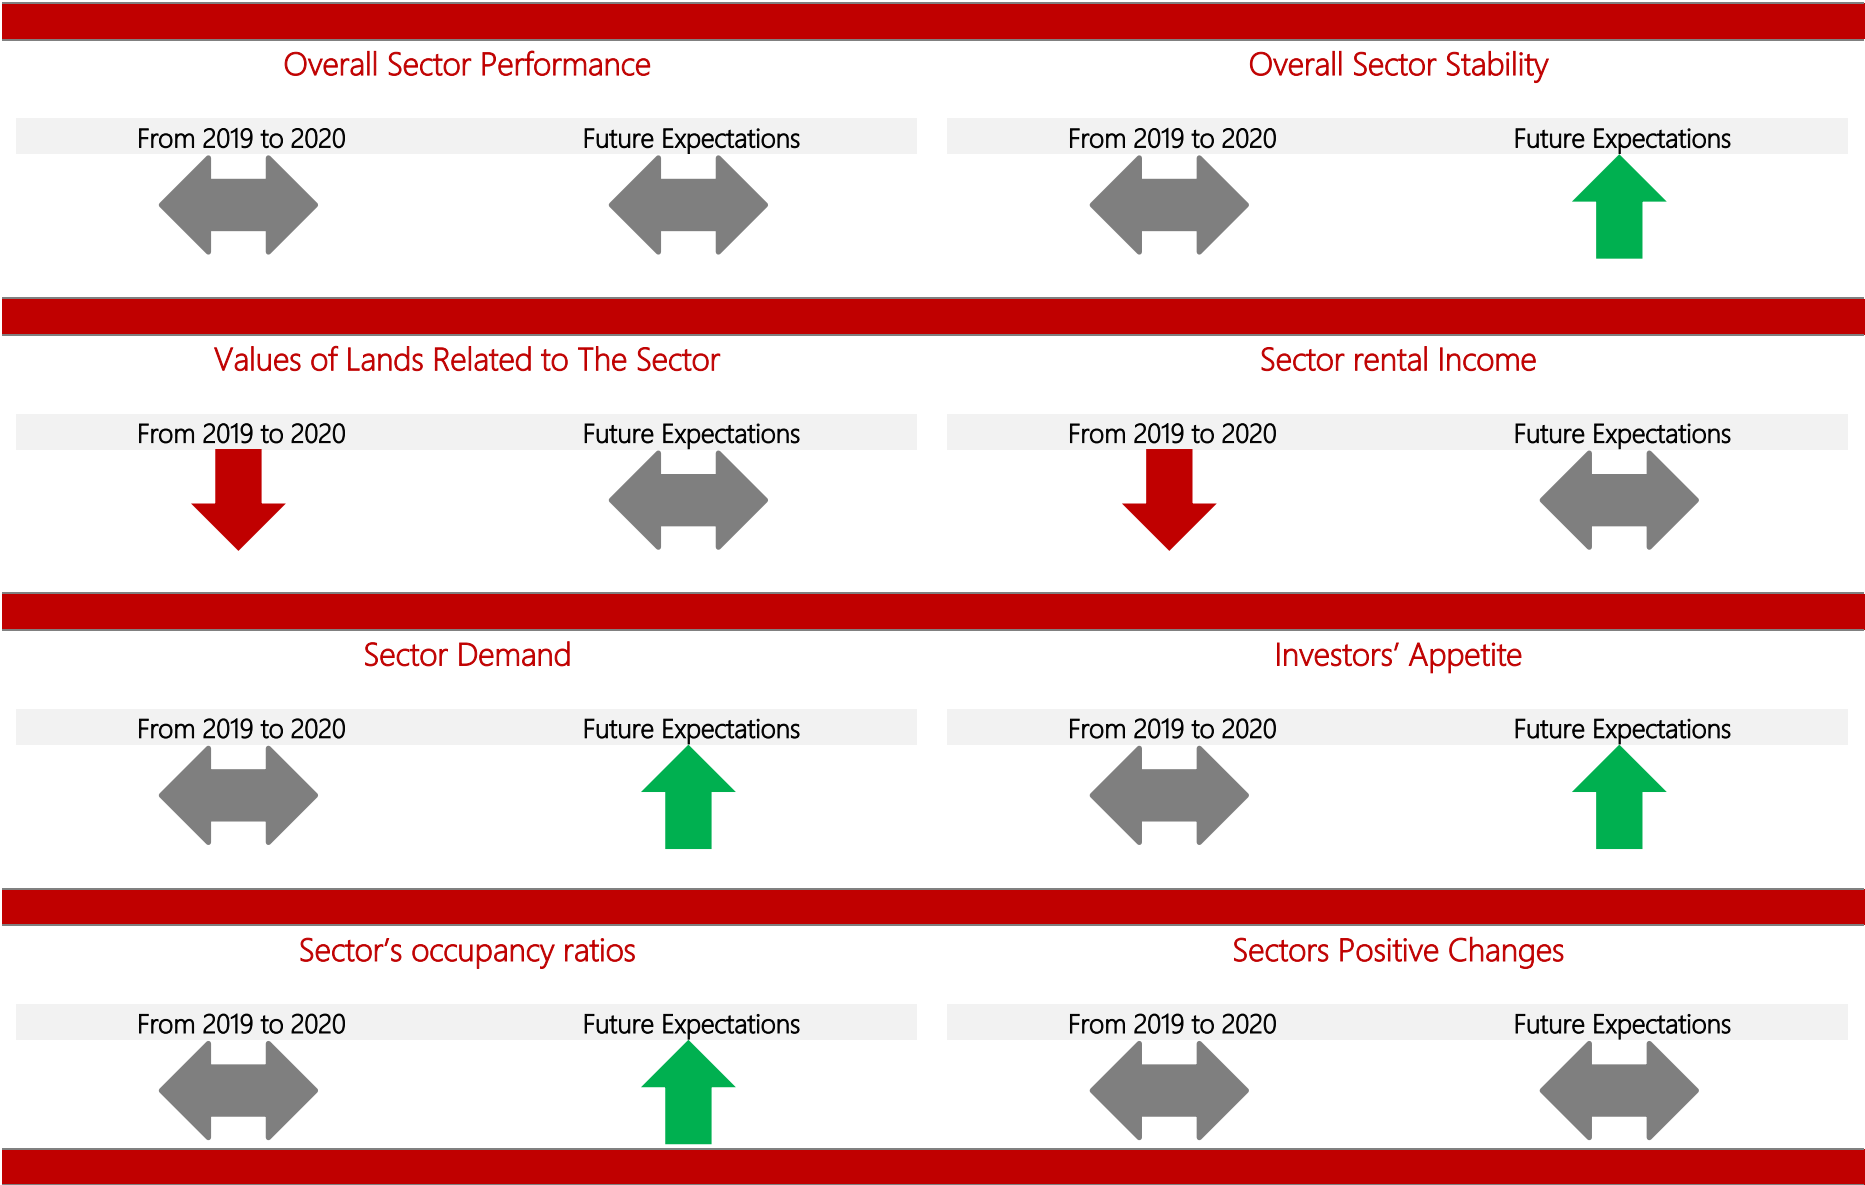 Overall Sector Performance
Overall Sector Stability
From 2019 to 2020
Future Expectations
From 2019 to 2020
Future Expectations
Values of Lands Related to The Sector
Sector rental Income
From 2019 to 2020
Future Expectations
From 2019 to 2020
Future Expectations
Sector Demand
Investors’ Appetite
From 2019 to 2020
Future Expectations
From 2019 to 2020
Future Expectations
Sector’s occupancy ratios
Sectors Positive Changes
From 2019 to 2020
Future Expectations
From 2019 to 2020
Future Expectations